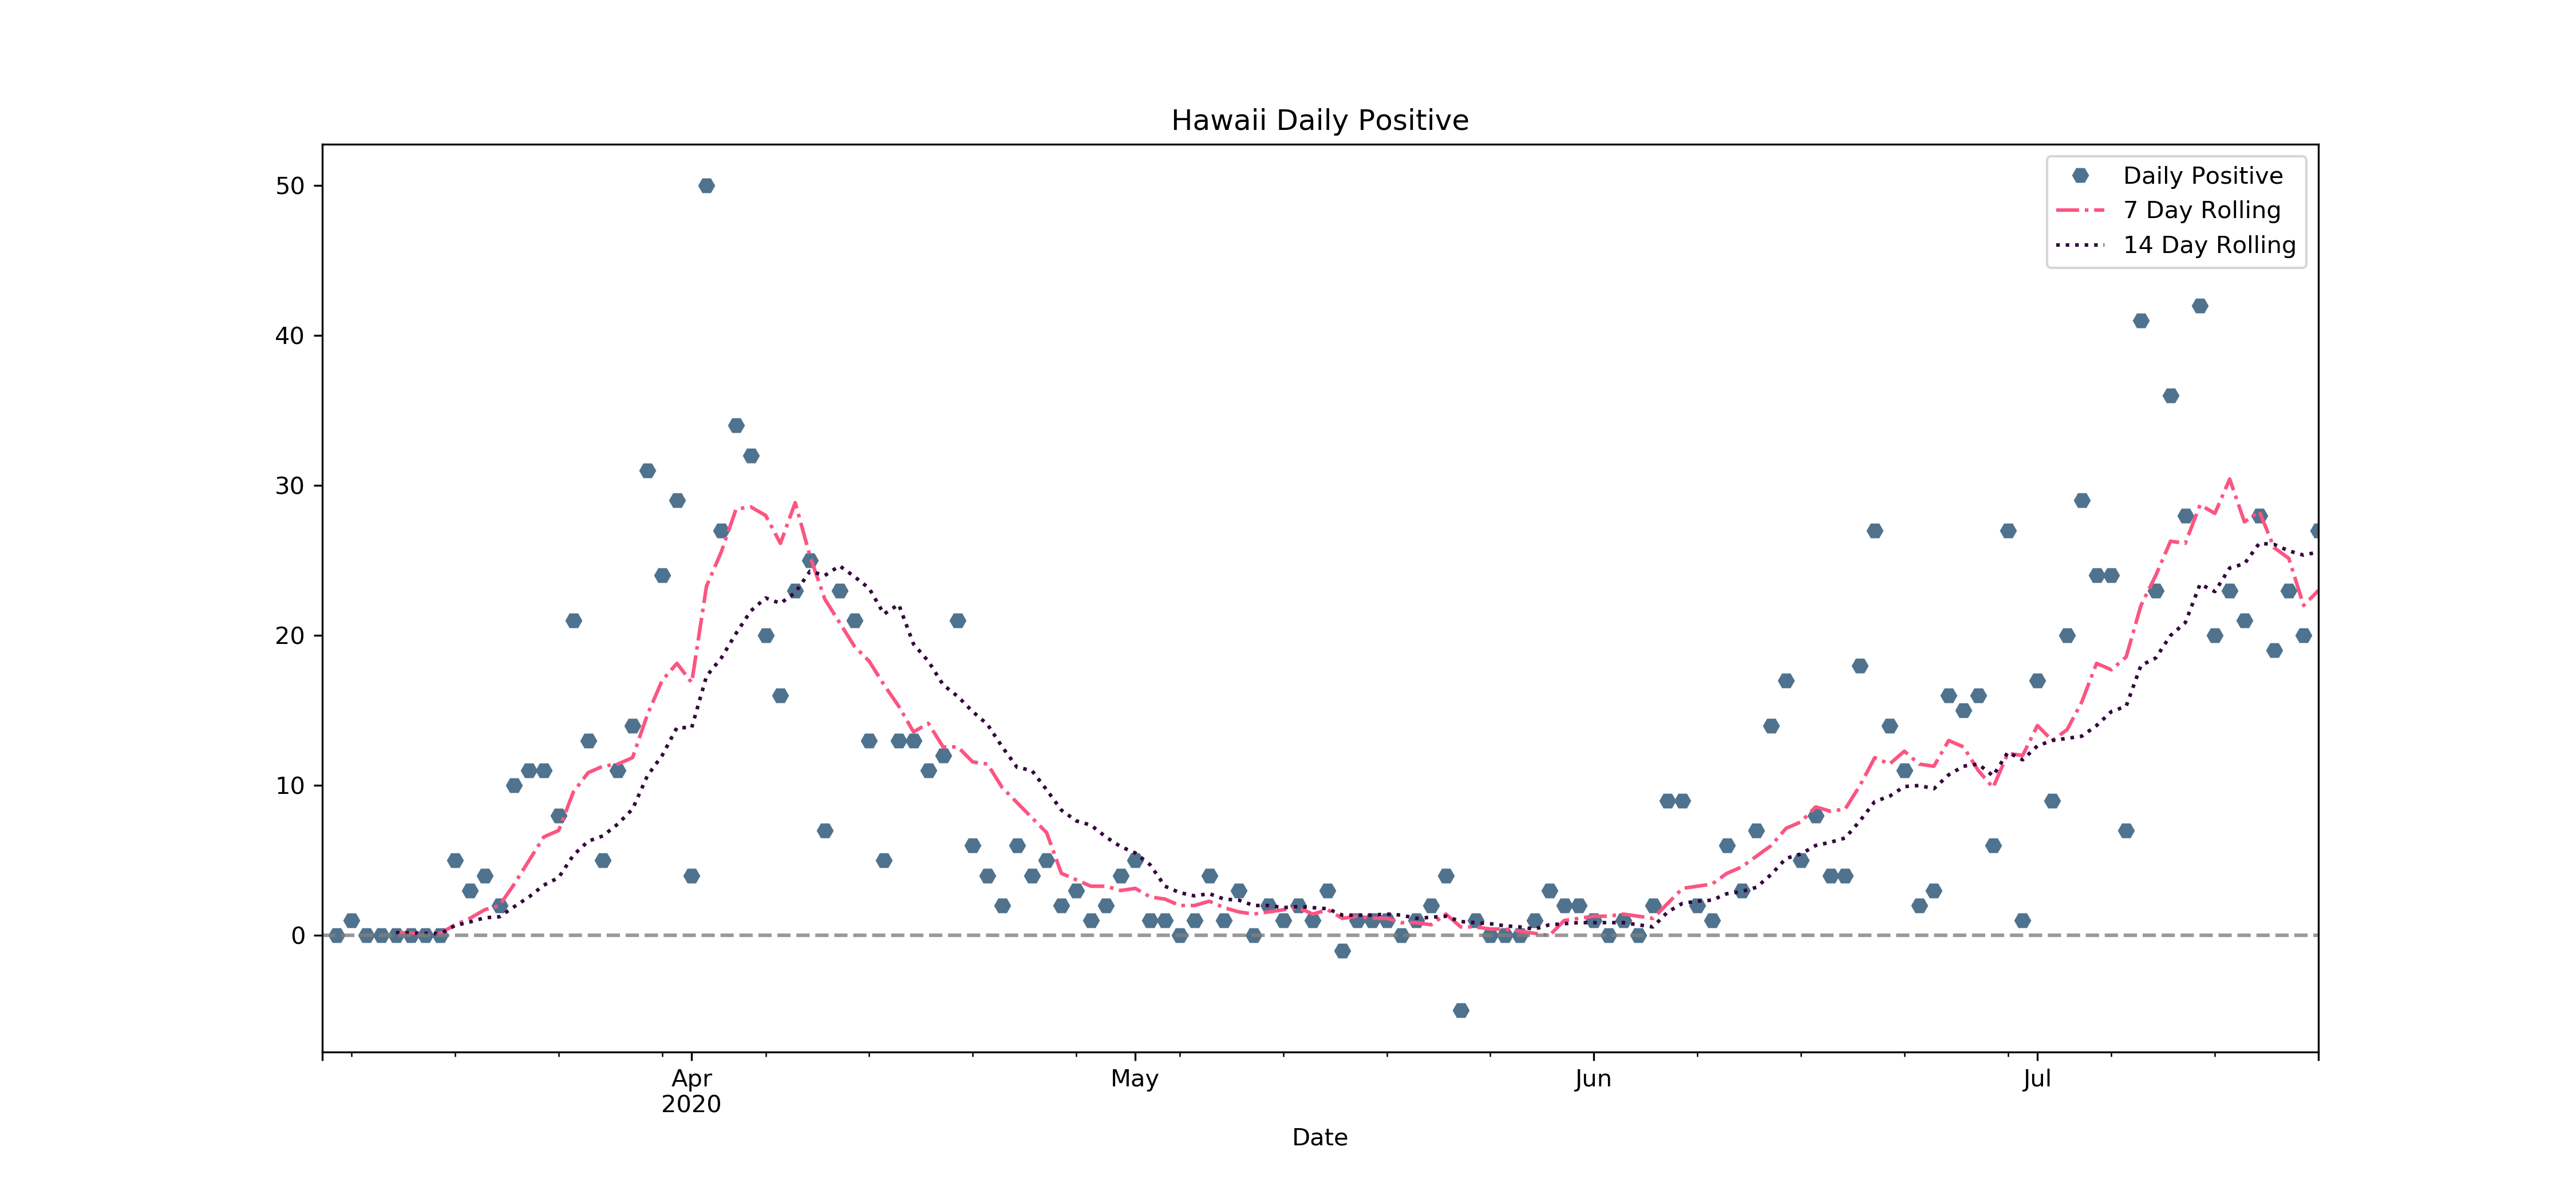 Hawaii Daily Positive
Daily Positive
7 Day Rolling
14 Day Rolling
50
40
30
20
10
0
Apr
2020
May
Jun
Jul
Date